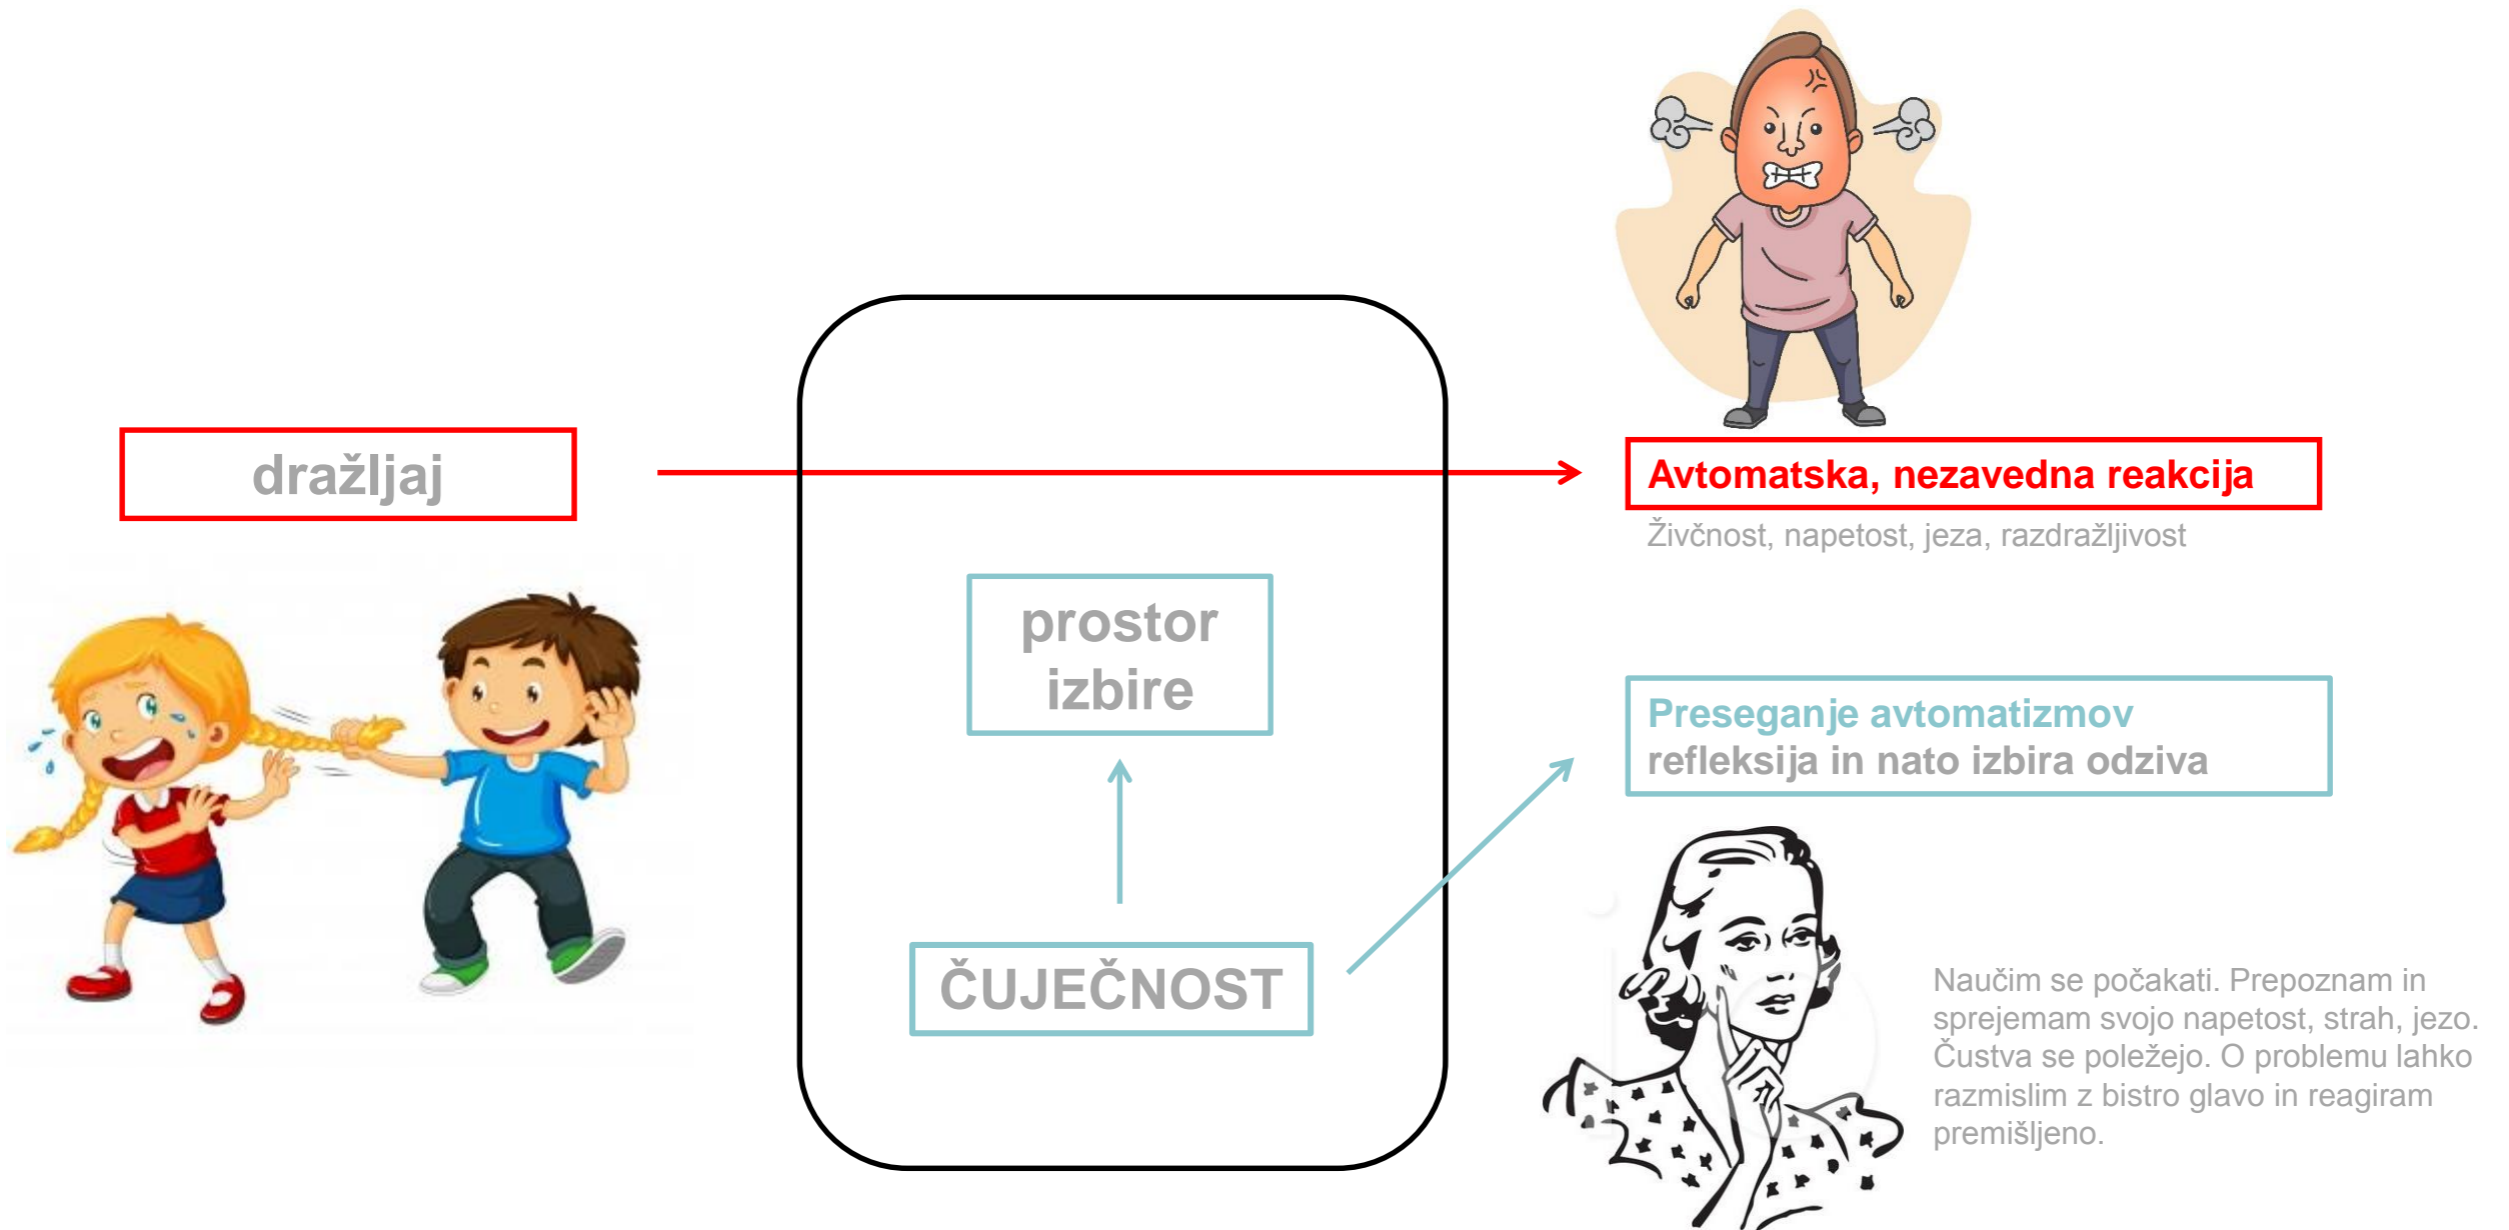 dražljaj
Avtomatska, nezavedna reakcija
Živčnost, napetost, jeza, razdražljivost
prostor
izbire
Preseganje avtomatizmov
refleksija in nato izbira odziva
ČUJEČNOST
Naučim se počakati. Prepoznam in
sprejemam svojo napetost, strah, jezo.
Čustva se poležejo. O problemu lahko
razmislim z bistro glavo in reagiram
premišljeno.